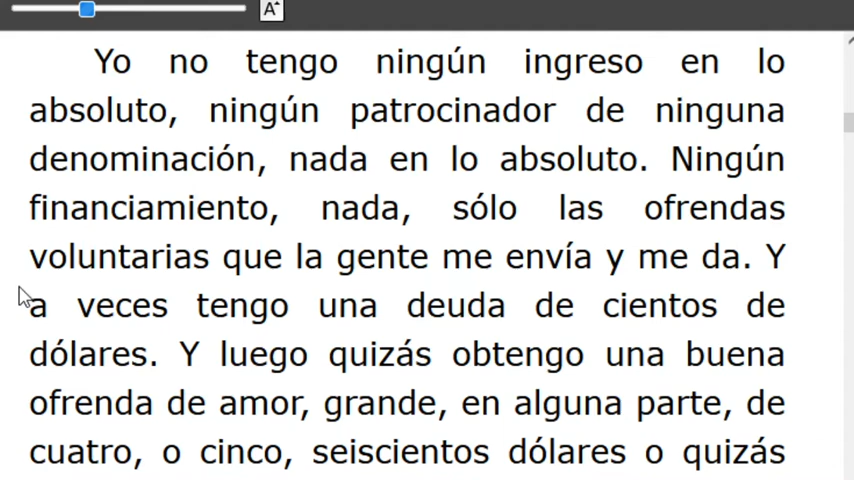 A
Yo no tengo ningún ingreso en lo
absoluto, ningún patrocinador de ninguna
denominación, nada en lo absoluto. Ningún
financiamiento, nada, sólo las ofrendas
voluntarias que la gente me envía y me da. Y
a veces tengo una deuda de cientos de
dólares. Y luego quizás obtengo una buena
ofrenda de amor, grande, en alguna parte, de
cuatro, o cinco, seiscientos dólares o quizás